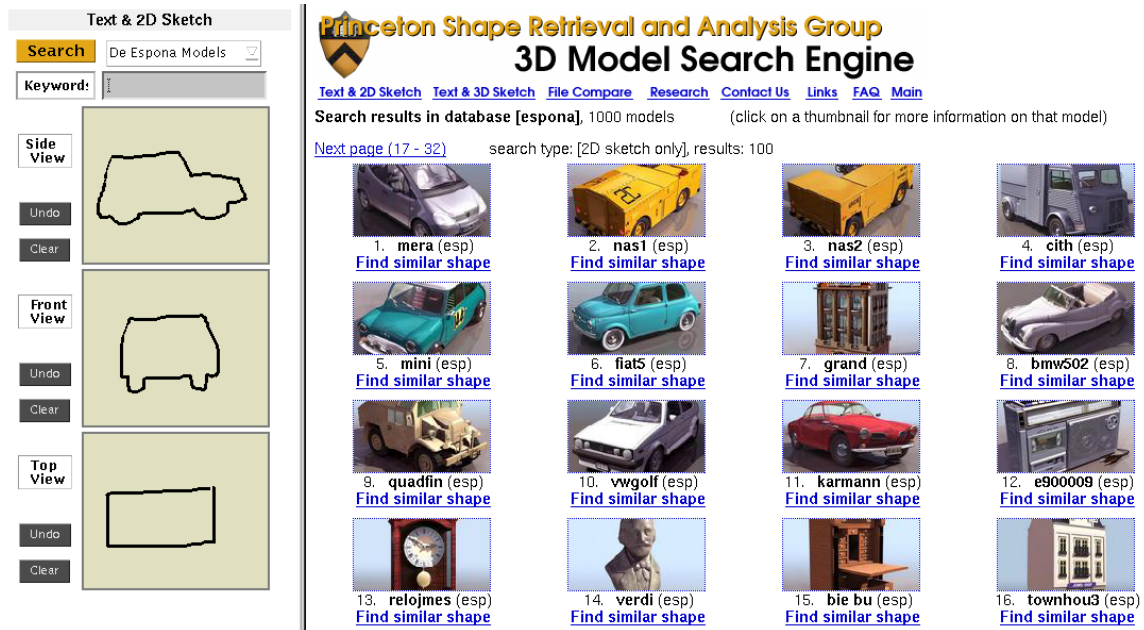 Text & 2D Sketch
Search
De Espona Models
Keywords
Side
View
Undo
Clear
Front
View
Undo
Clear
Top
View
Undo
Clear
Princeton Shape Retrieval and Analysis Group
3D Model Search Engine
Text & 2D Sketch Text & 3D Sketch File Compare Research Contact Us Links FAQ Main
Search results in database [espona], 1000 models (click on a thumbnail for more information on that model)
Next page (17 - 32) search type: [2D sketch only], results: 100
1. mera (esp) 2. nas1 (esp) 3. nas2 (esp) 4. cith (esp)
Find similar shape Find similar shape Find similar shape Find similar shape
5. mini (esp) 6. fiat5 (esp) 7. grand (esp) 8. bmw502 (esp)
Find similar shape Find similar shape Find similar shape Find similar shape
9. quadfin (esp) 10. vwgolf (esp) 11. karmann (esp) 12. e900009 (esp)
Find similar shape Find similar shape Find similar shape Find similar shape
13. relojmes (esp) 14. verdi (esp) 15. bie bu (esp) 16. townhou3 (esp)
Find similar shape Find similar shape Find similar shape Find similar shape